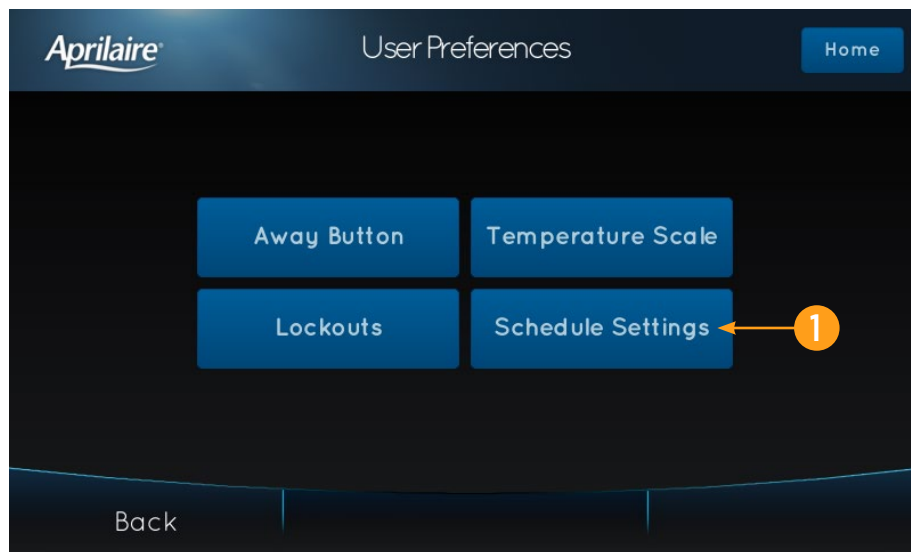 Aprilaire®
User Preferences
Home
Away Button
Temperature Scale
Lockouts
Schedule Settings
1
Back